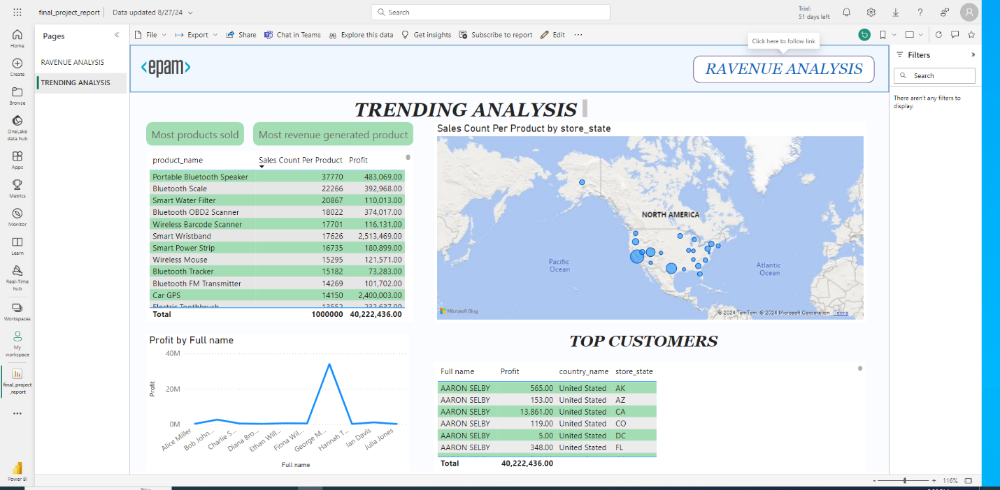 final_project_report
Data updated 8/27/24
Search
Trial:
51 days left
Home
Create
Browse
OneLake
data hub
Apps
Metrics
Monitor
Learn
Real-Time
hub
Workspaces
My
workspace
final_project
_report
Power BI
Pages
RAVENUE ANALYSIS
TRENDING ANALYSIS
File
Export
Share
Chat in Teams
Explore this data
Get insights
Subscribe to report
Edit
Click here to follow link
<epam>
RAVENUE ANALYSIS
TRENDING ANALYSIS
Most products sold
Most revenue generated product
product_name Sales Count Per Product Profit
Portable Bluetooth Speaker 37770 483,069.00
Bluetooth Scale 22266 392,968.00
Smart Water Filter 20867 110,013.00
Bluetooth OBD2 Scanner 18022 374,017.00
Wireless Barcode Scanner 17701 116,131.00
Smart Wristband 17626 2,513,469.00
Smart Power Strip 16735 180,899.00
Wireless Mouse 15295 121,571.00
Bluetooth Tracker 15182 73,283.00
Bluetooth FM Transmitter 14269 101,702.00
Car GPS 14150 2,400,003.00
Electric Toothbrush 13552 232,637.00
Total 1000000 40,222,436.00
Sales Count Per Product by store_state
NORTH AMERICA
Pacific
Ocean
Atlantic
Ocean
Microsoft Bing
© 2024 TomTom, © 2024 Microsoft Corporation Terms
Profit by Full name
40M
20M
0M
Profit
Alice Miller
Bob John...
Charlie S...
Diana Bro...
Ethan Wil...
Fiona Wil...
George M...
Hannah T...
Ian Davis
Julia Jones
Full name
TOP CUSTOMERS
Full name Profit country_name store_state
AARON SELBY 565.00 United Stated AK
AARON SELBY 153.00 United Stated AZ
AARON SELBY 13,861.00 United Stated CA
AARON SELBY 119.00 United Stated CO
AARON SELBY 5.00 United Stated DC
AARON SELBY 348.00 United Stated FL
Total 40,222,436.00
Filters
Search
There aren't any filters to
display.
116%